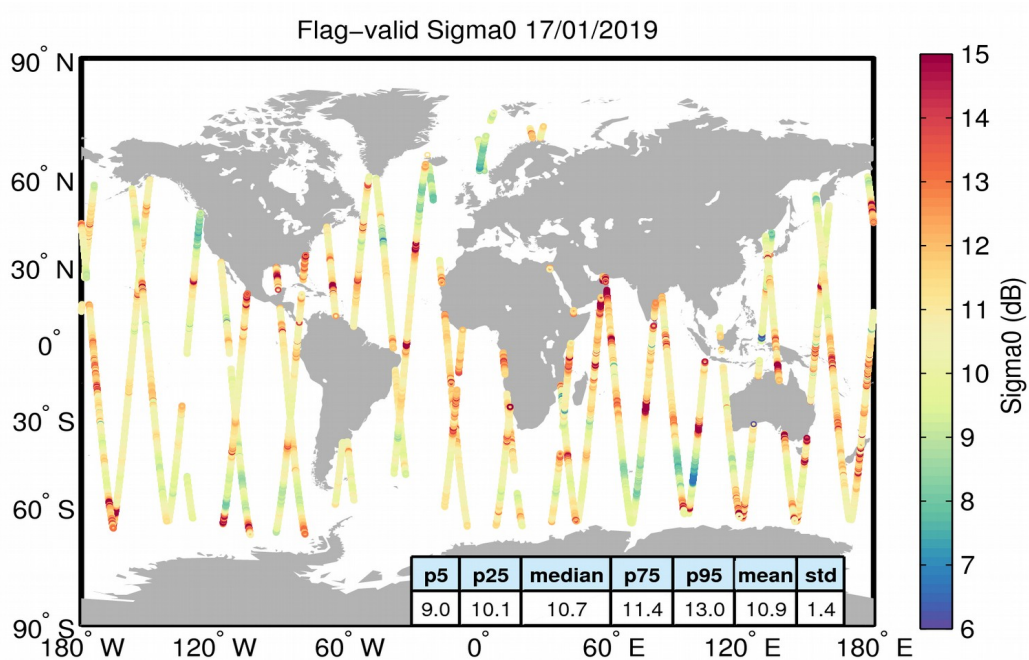 Flag−valid Sigma0 17/01/2019
90° N
60° N
30° N
0°
30° S
60° S
90° S
180° W
120° W
60° W
0°
60° E
120° E
180° E
15
14
13
12
11
10
9
8
7
6
Sigma0 (dB)
p5 p25 median p75 p95 mean std
9.0 10.1 10.7 11.4 13.0 10.9 1.4